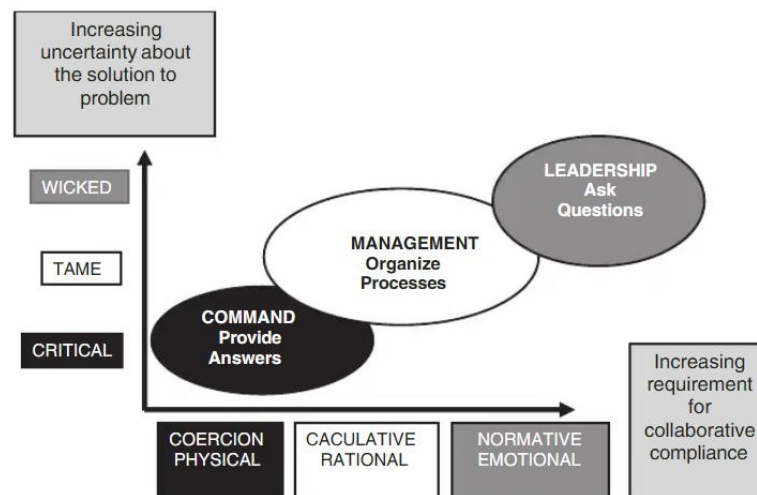 Increasing
uncertainty about
the solution to
problem
WICKED
LEADERSHIP
Ask
Questions
MANAGEMENT
Organize
Processes
TAME
COMMAND
Provide
Answers
CRITICAL
Increasing
requirement
for
collaborative
compliance
COERCION
PHYSICAL
CACULATIVE
RATIONAL
NORMATIVE
EMOTIONAL